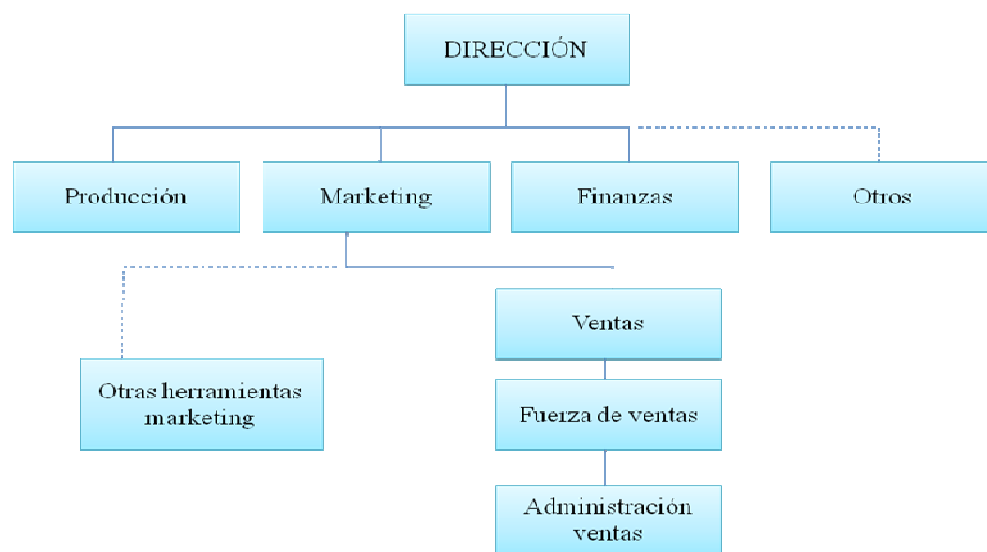 DIRECCIÓN
Producción
Marketing
Finanzas
Otros
Ventas
Otras herramientas
marketing
Fuerza de ventas
Administración
ventas